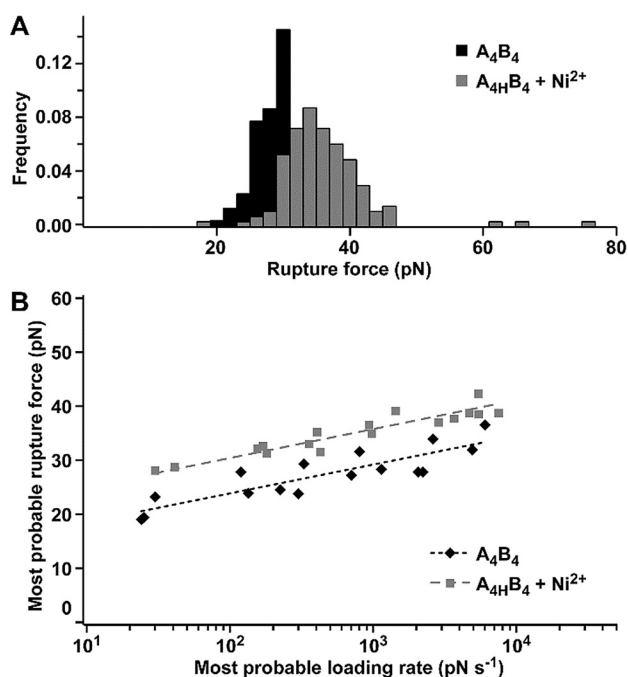 A
Frequency
0.12
0.08
0.04
0.00
A₄B₄
A₄HB₄ + Ni²⁺
20 40 60 80
Rupture force (pN)
B
Most probable rupture force (pN)
60
50
40
30
20
10
0
A₄B₄
A₄HB₄ + Ni²⁺
10¹ 10² 10³ 10⁴
Most probable loading rate (pN s⁻¹)